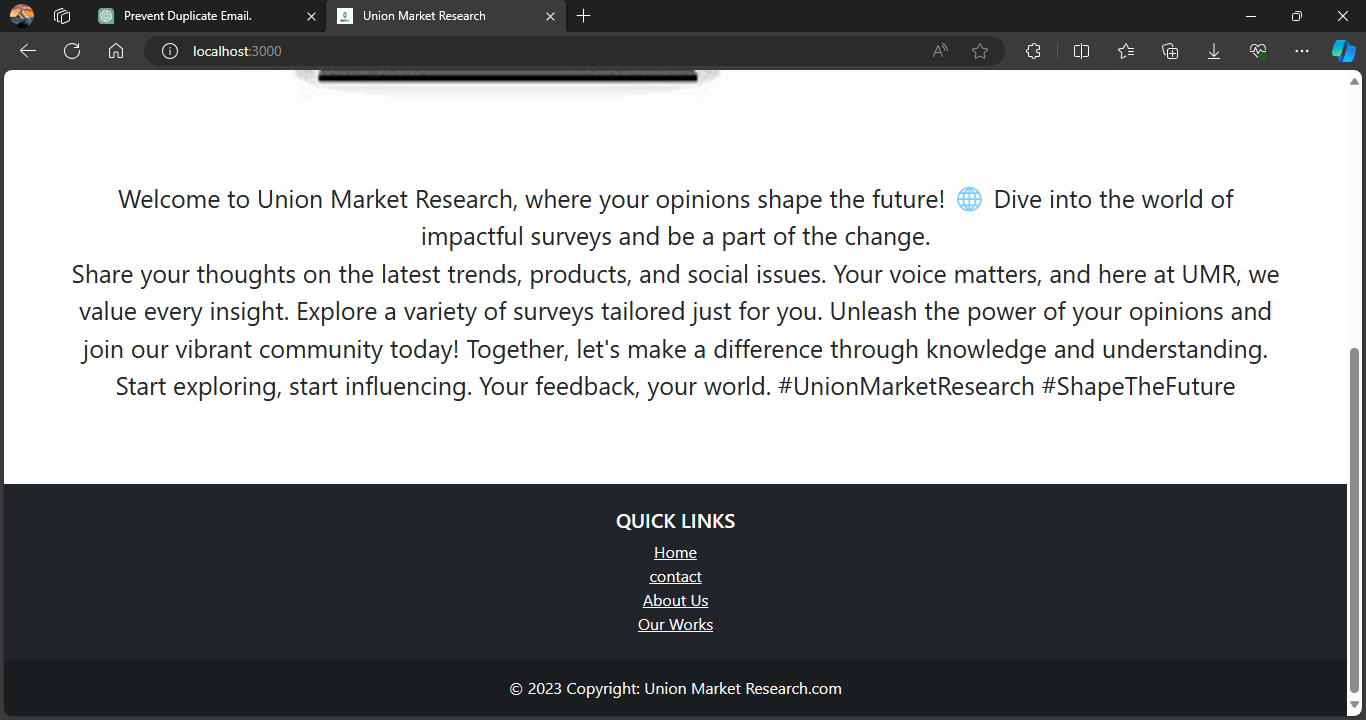 Prevent Duplicate Email.
Union Market Research
localhost:3000
Welcome to Union Market Research, where your opinions shape the future! 🌐 Dive into the world of
impactful surveys and be a part of the change.
Share your thoughts on the latest trends, products, and social issues. Your voice matters, and here at UMR, we
value every insight. Explore a variety of surveys tailored just for you. Unleash the power of your opinions and
join our vibrant community today! Together, let's make a difference through knowledge and understanding.
Start exploring, start influencing. Your feedback, your world. #UnionMarketResearch #ShapeTheFuture
QUICK LINKS
Home
contact
About Us
Our Works
© 2023 Copyright: Union Market Research.com